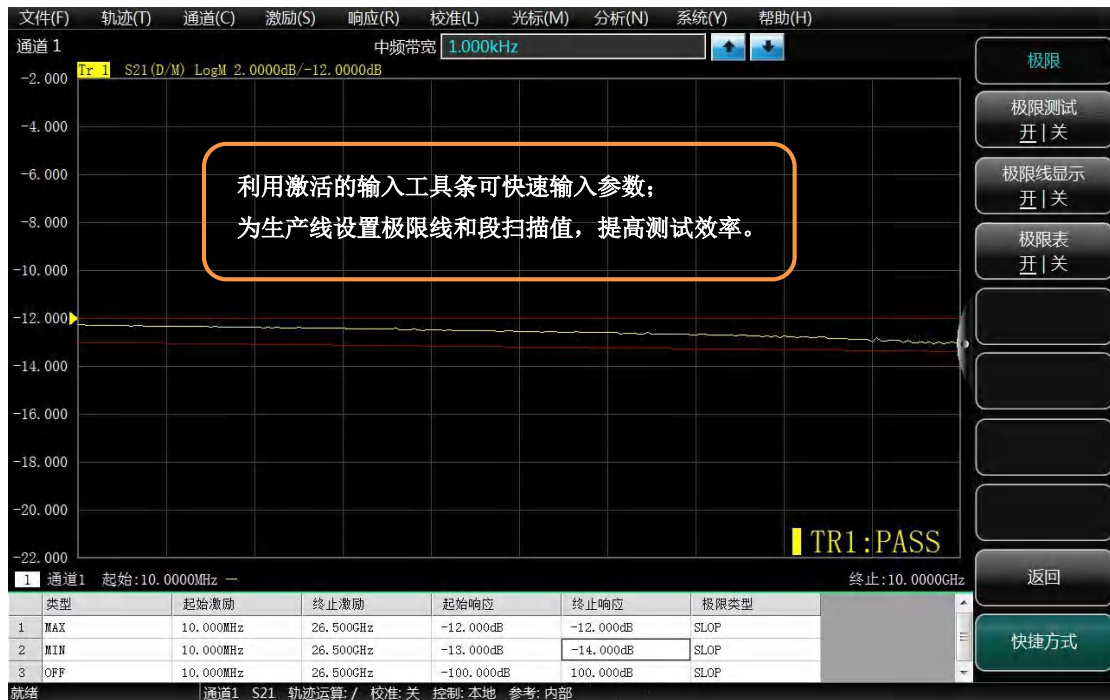 文件(F) 轨迹(T) 通道(C) 激励(S) 响应(R) 校准(L) 光标(M) 分析(N) 系统(Y) 帮助(H)
通道 1 中频带宽 1.000kHz
Tr 1 S21(D/M) LogM 2.0000dB/-12.0000dB
-2.000
-4.000
-6.000
-8.000
-10.000
-12.000
-14.000
-16.000
-18.000
-20.000
-22.000
利用激活的输入工具条可快速输入参数；
为生产线设置极限线和段扫描值，提高测试效率。
TR1:PASS
1 通道1 起始:10.0000MHz — 终止:10.0000GHz
类型 起始激励 终止激励 起始响应 终止响应 极限类型
1 MAX 10.000MHz 26.500GHz -12.000dB -12.000dB SLOP
2 MIN 10.000MHz 26.500GHz -13.000dB -14.000dB SLOP
3 OFF 10.000MHz 26.500GHz -100.000dB 100.000dB SLOP
就绪 通道1 S21 轨迹运算: / 校准: 关 控制: 本地 参考: 内部
极限
极限测试
开|关
极限线显示
开|关
极限表
开|关
返回
快捷方式